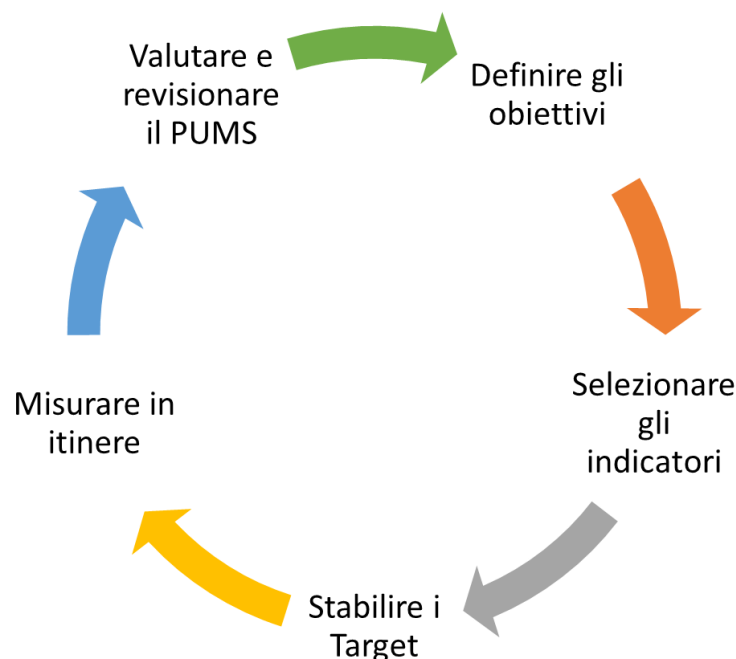 Valutare e
revisionare
il PUMS
Definire gli
obiettivi
Selezionare
gli
indicatori
Stabilire i
Target
Misurare in
itinere